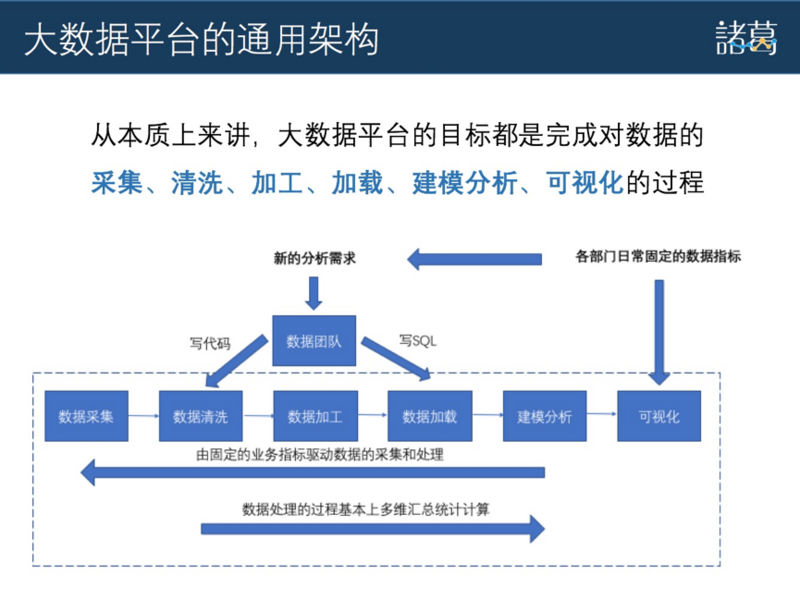 大数据平台的通用架构
諸葛
从本质上来讲，大数据平台的目标都是完成对数据的
采集、清洗、加工、加载、建模分析、可视化的过程
新的分析需求
各部门日常固定的数据指标
写代码
数据团队
写SQL
数据采集
数据清洗
数据加工
数据加载
建模分析
可视化
由固定的业务指标驱动数据的采集和处理
数据处理的过程基本上多维汇总统计计算